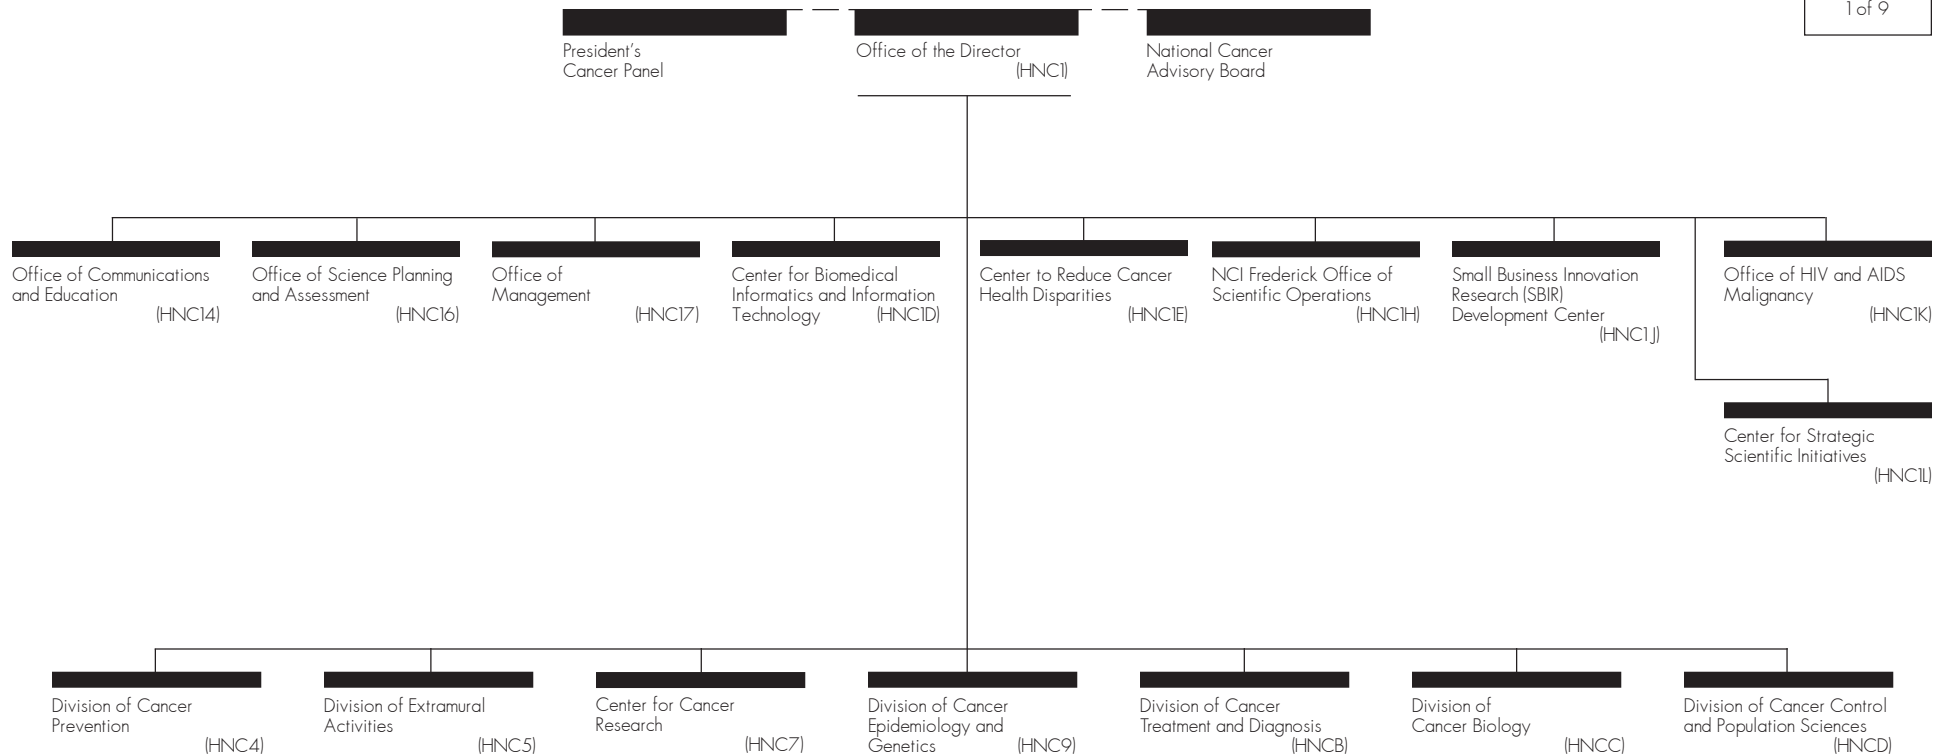 1 of 9
President's
Cancer Panel
Office of the Director
(HNC1)
National Cancer
Advisory Board
Office of Communications
and Education
(HNC14)
Office of Science Planning
and Assessment
(HNC16)
Office of
Management
(HNC17)
Center for Biomedical
Informatics and Information
Technology (HNC1D)
Center to Reduce Cancer
Health Disparities
(HNC1E)
NCI Frederick Office of
Scientific Operations
(HNC1H)
Small Business Innovation
Research (SBIR)
Development Center
(HNC1J)
Office of HIV and AIDS
Malignancy
(HNC1K)
Center for Strategic
Scientific Initiatives
(HNC1L)
Division of Cancer
Prevention
(HNC4)
Division of Extramural
Activities
(HNC5)
Center for Cancer
Research
(HNC7)
Division of Cancer
Epidemiology and
Genetics (HNC9)
Division of Cancer
Treatment and Diagnosis
(HNCB)
Division of
Cancer Biology
(HNCC)
Division of Cancer Control
and Population Sciences
(HNCD)